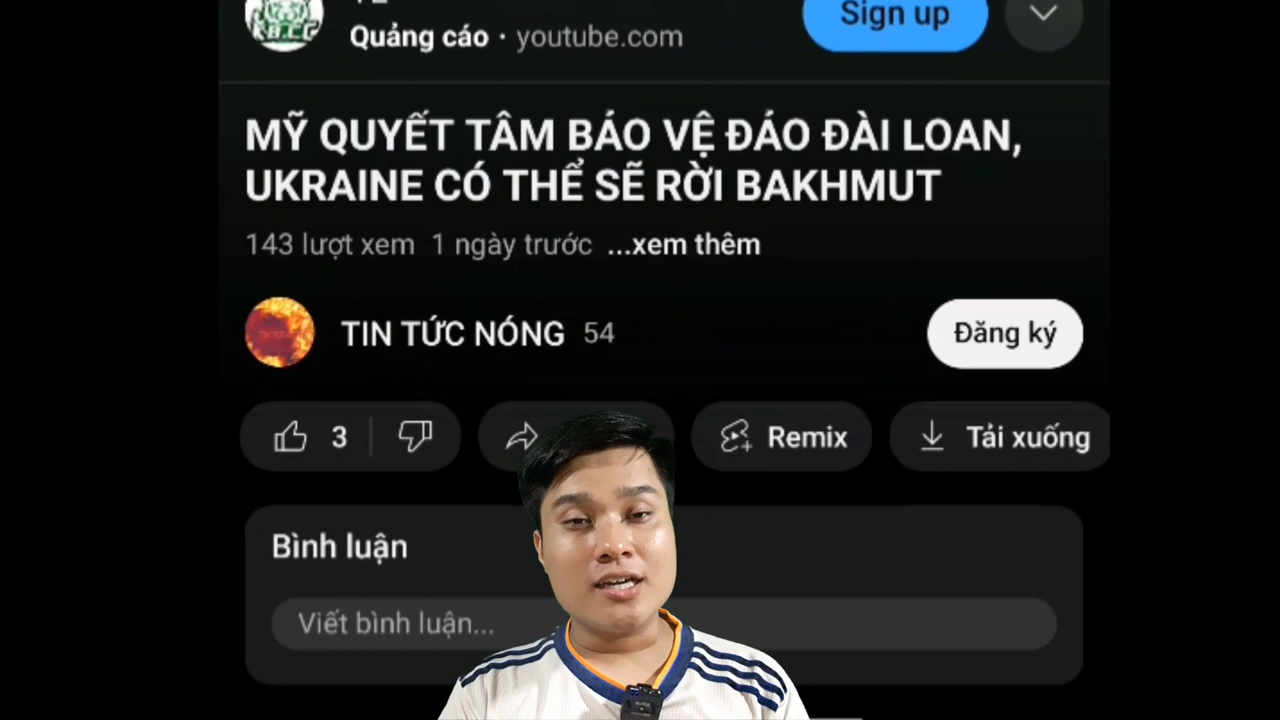 Sign up
Quảng cáo · youtube.com
MỸ QUYẾT TÂM BẢO VỆ ĐẢO ĐÀI LOAN,
UKRAINE CÓ THỂ SẼ RỜI BAKHMUT
143 lượt xem 1 ngày trước ...xem thêm
TIN TỨC NÓNG 54
Đăng ký
3
Remix
Tải xuống
Bình luận
Viết bình luận...